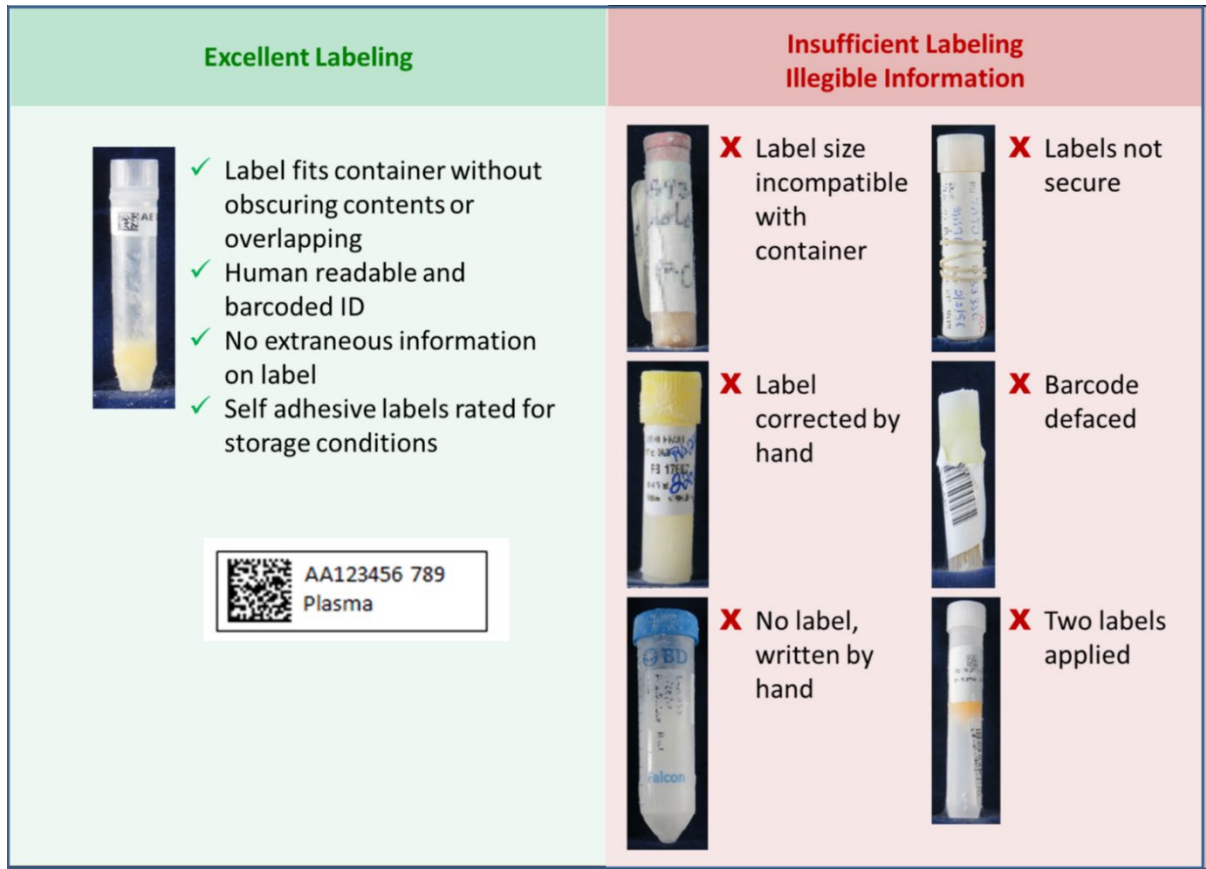 Excellent Labeling
Insufficient Labeling
Illegible Information
✓ Label fits container without
obscuring contents or
overlapping
✓ Human readable and
barcoded ID
✓ No extraneous information
on label
✓ Self adhesive labels rated for
storage conditions
AA123456 789
Plasma
X Label size
incompatible
with
container
X Labels not
secure
X Label
corrected by
hand
X Barcode
defaced
X No label,
written by
hand
BD
Falcon
X Two labels
applied